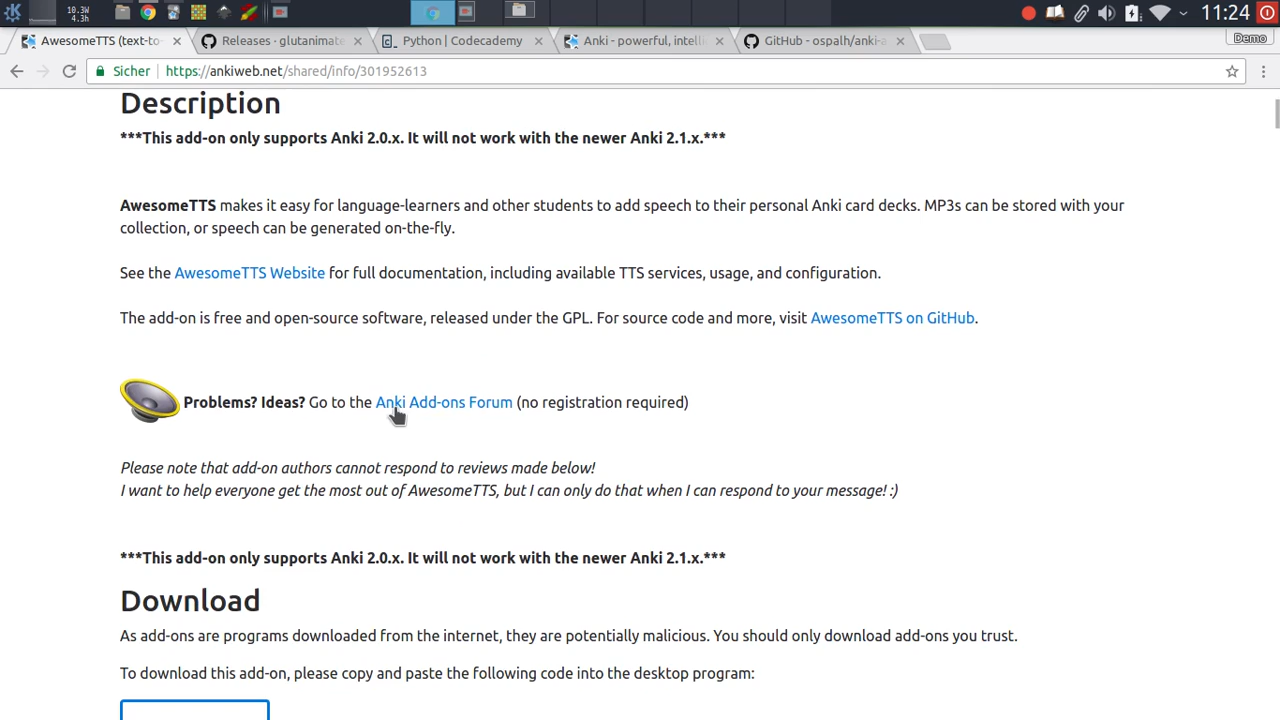 10.3W
4.3h
11:24
AwesomeTTS (text-to-
Releases · glutanimate
Python | Codecademy
Anki - powerful, intelli
GitHub - ospalh/anki-a
Demo
Sicher
https://ankiweb.net/shared/info/301952613
Description
***This add-on only supports Anki 2.0.x. It will not work with the newer Anki 2.1.x.***
AwesomeTTS makes it easy for language-learners and other students to add speech to their personal Anki card decks. MP3s can be stored with your
collection, or speech can be generated on-the-fly.
See the AwesomeTTS Website for full documentation, including available TTS services, usage, and configuration.
The add-on is free and open-source software, released under the GPL. For source code and more, visit AwesomeTTS on GitHub.
Problems? Ideas? Go to the Anki Add-ons Forum (no registration required)
Please note that add-on authors cannot respond to reviews made below!
I want to help everyone get the most out of AwesomeTTS, but I can only do that when I can respond to your message! :)
***This add-on only supports Anki 2.0.x. It will not work with the newer Anki 2.1.x.***
Download
As add-ons are programs downloaded from the internet, they are potentially malicious. You should only download add-ons you trust.
To download this add-on, please copy and paste the following code into the desktop program: